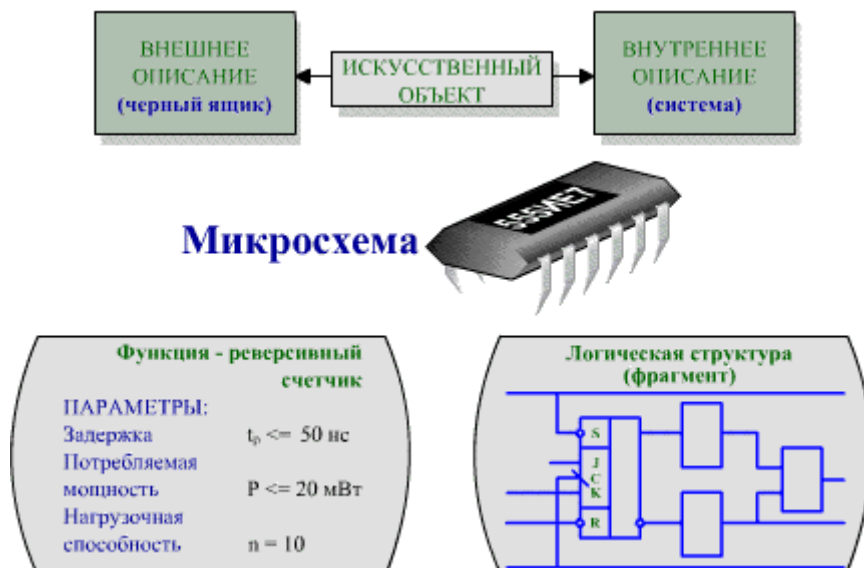 ВНЕШНЕЕ
ОПИСАНИЕ
(черный ящик)
ИСКУССТВЕННЫЙ
ОБЪЕКТ
ВНУТРЕННЕЕ
ОПИСАНИЕ
(система)
Микросхема
555ИЕ7
Функция - реверсивный
счетчик
ПАРАМЕТРЫ:
Задержка tр <= 50 нс
Потребляемая
мощность P <= 20 мВт
Нагрузочная
способность n = 10
Логическая структура
(фрагмент)
S
J
C
K
R